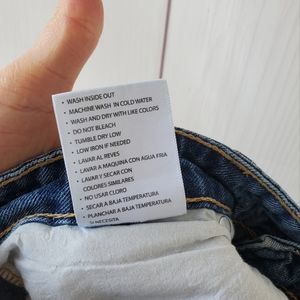 • WASH INSIDE OUT
• MACHINE WASH IN COLD WATER
• WASH AND DRY WITH LIKE COLORS
• DO NOT BLEACH
• TUMBLE DRY LOW
• LOW IRON IF NEEDED
• LAVAR AL REVES
• LAVAR A MAQUINA CON AGUA FRIA
• LAVAR Y SECAR CON
COLORES SIMILARES
• NO USAR CLORO
• SECAR A BAJA TEMPERATURA
• PLANCHAR A BAJA TEMPERATURA
SI NECESITA